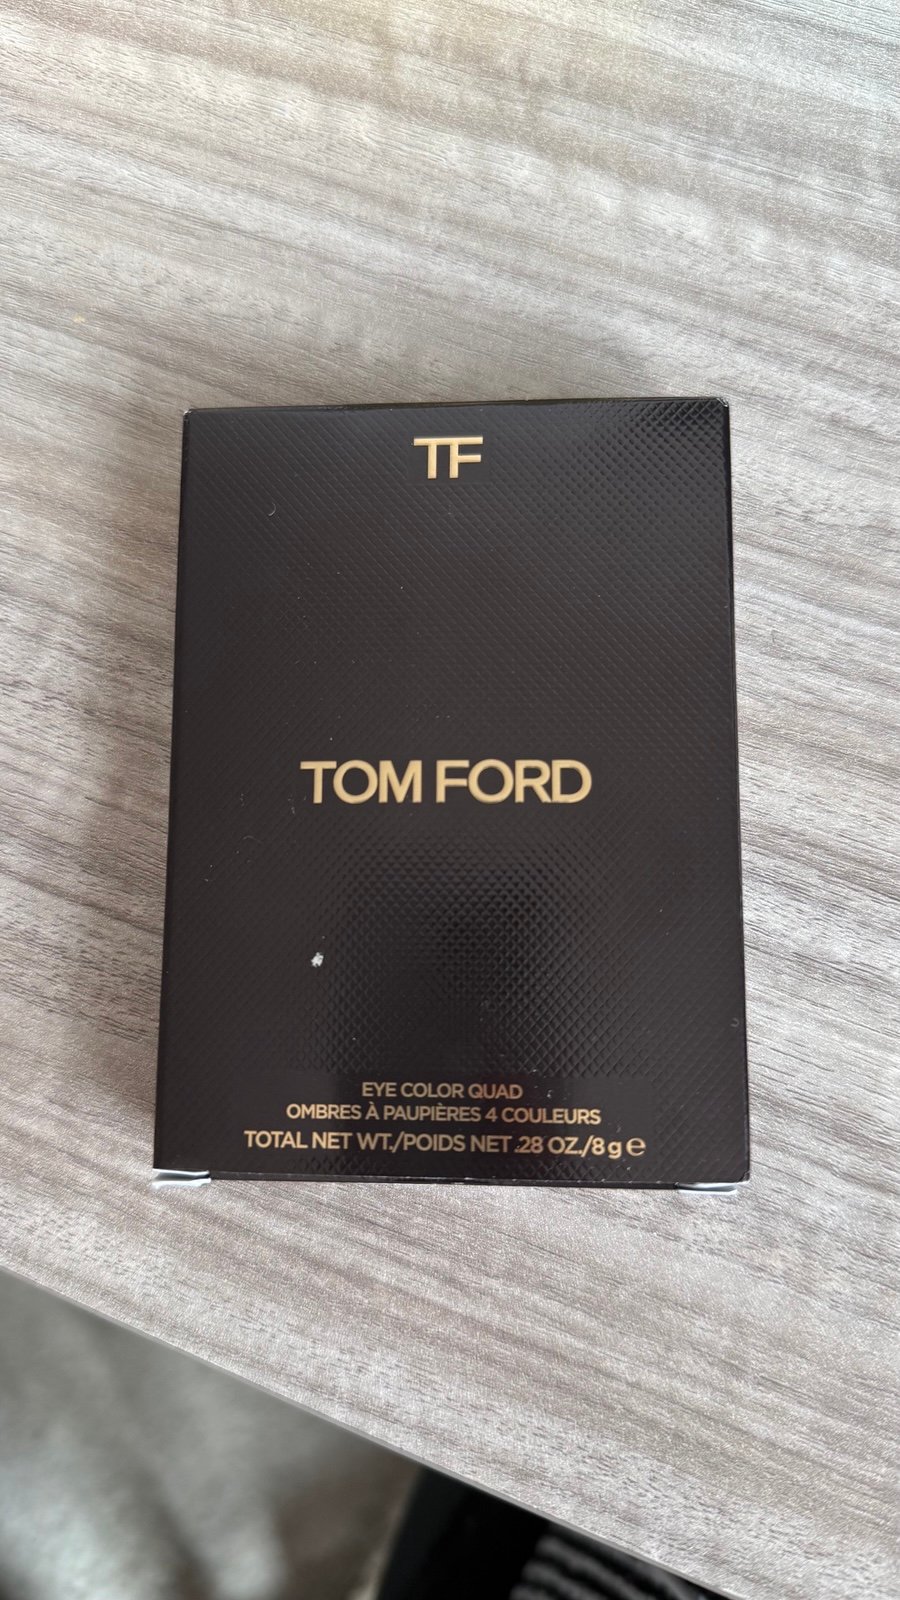 TF
TOM FORD
EYE COLOR QUAD
OMBRES À PAUPIÈRES 4 COULEURS
TOTAL NET WT./POIDS NET .28 OZ./8 g ℮